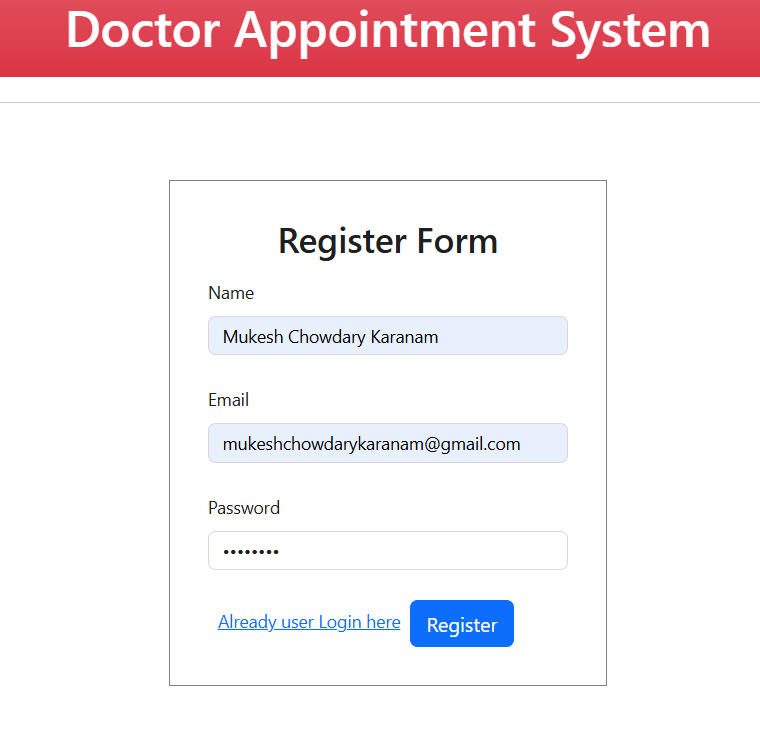 Doctor Appointment System
Register Form
Name
Mukesh Chowdary Karanam
Email
mukeshchowdarykaranam@gmail.com
Password
••••••••
Already user Login here Register